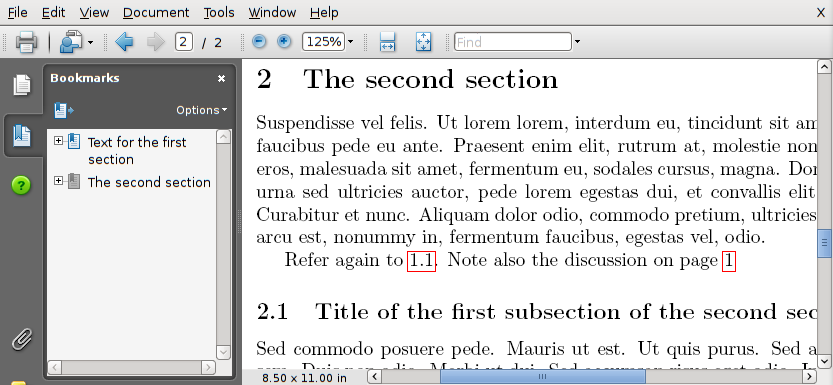 File Edit View Document Tools Window Help X
2 / 2 125% Find
Bookmarks
Options
Text for the first
section
The second section
2 The second section
Suspendisse vel felis. Ut lorem lorem, interdum eu, tincidunt sit am
faucibus pede eu ante. Praesent enim elit, rutrum at, molestie non
eros, malesuada sit amet, fermentum eu, sodales cursus, magna. Don
urna sed ultricies auctor, pede lorem egestas dui, et convallis elit
Curabitur et nunc. Aliquam dolor odio, commodo pretium, ultricies
arcu est, nonummy in, fermentum faucibus, egestas vel, odio.
Refer again to 1.1. Note also the discussion on page 1
2.1 Title of the first subsection of the second sec
Sed commodo posuere pede. Mauris ut est. Ut quis purus. Sed a
8.50 x 11.00 in